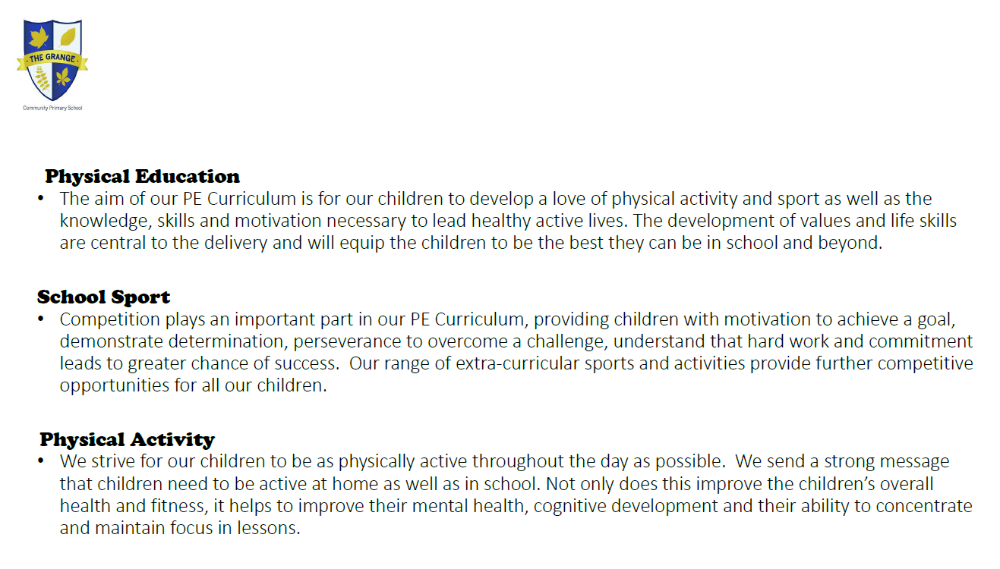 · THE GRANGE ·
Community Primary School
Physical Education
• The aim of our PE Curriculum is for our children to develop a love of physical activity and sport as well as the
knowledge, skills and motivation necessary to lead healthy active lives. The development of values and life skills
are central to the delivery and will equip the children to be the best they can be in school and beyond.
School Sport
• Competition plays an important part in our PE Curriculum, providing children with motivation to achieve a goal,
demonstrate determination, perseverance to overcome a challenge, understand that hard work and commitment
leads to greater chance of success.  Our range of extra-curricular sports and activities provide further competitive
opportunities for all our children.
Physical Activity
• We strive for our children to be as physically active throughout the day as possible.  We send a strong message
that children need to be active at home as well as in school. Not only does this improve the children’s overall
health and fitness, it helps to improve their mental health, cognitive development and their ability to concentrate
and maintain focus in lessons.